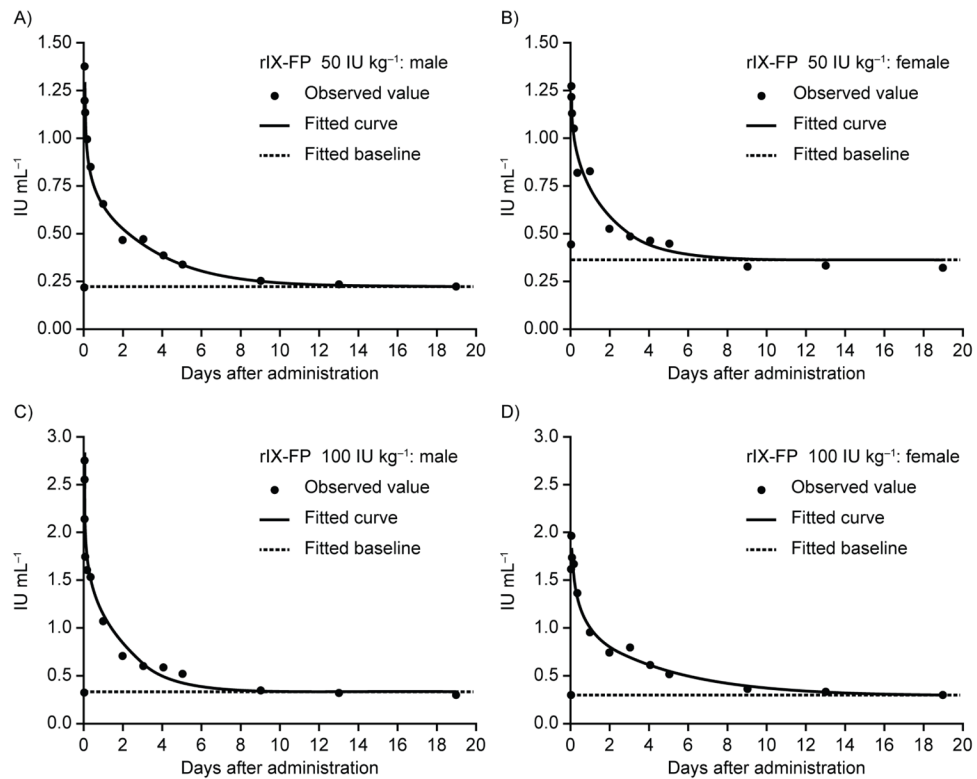 A)
rIX-FP 50 IU kg⁻¹: male
Observed value
Fitted curve
Fitted baseline
IU mL⁻¹
1.50
1.25
1.00
0.75
0.50
0.25
0.00
0 2 4 6 8 10 12 14 16 18 20
Days after administration
B)
rIX-FP 50 IU kg⁻¹: female
Observed value
Fitted curve
Fitted baseline
IU mL⁻¹
1.50
1.25
1.00
0.75
0.50
0.25
0.00
0 2 4 6 8 10 12 14 16 18 20
Days after administration
C)
rIX-FP 100 IU kg⁻¹: male
Observed value
Fitted curve
Fitted baseline
IU mL⁻¹
3.0
2.5
2.0
1.5
1.0
0.5
0.0
0 2 4 6 8 10 12 14 16 18 20
Days after administration
D)
rIX-FP 100 IU kg⁻¹: female
Observed value
Fitted curve
Fitted baseline
IU mL⁻¹
3.0
2.5
2.0
1.5
1.0
0.5
0.0
0 2 4 6 8 10 12 14 16 18 20
Days after administration